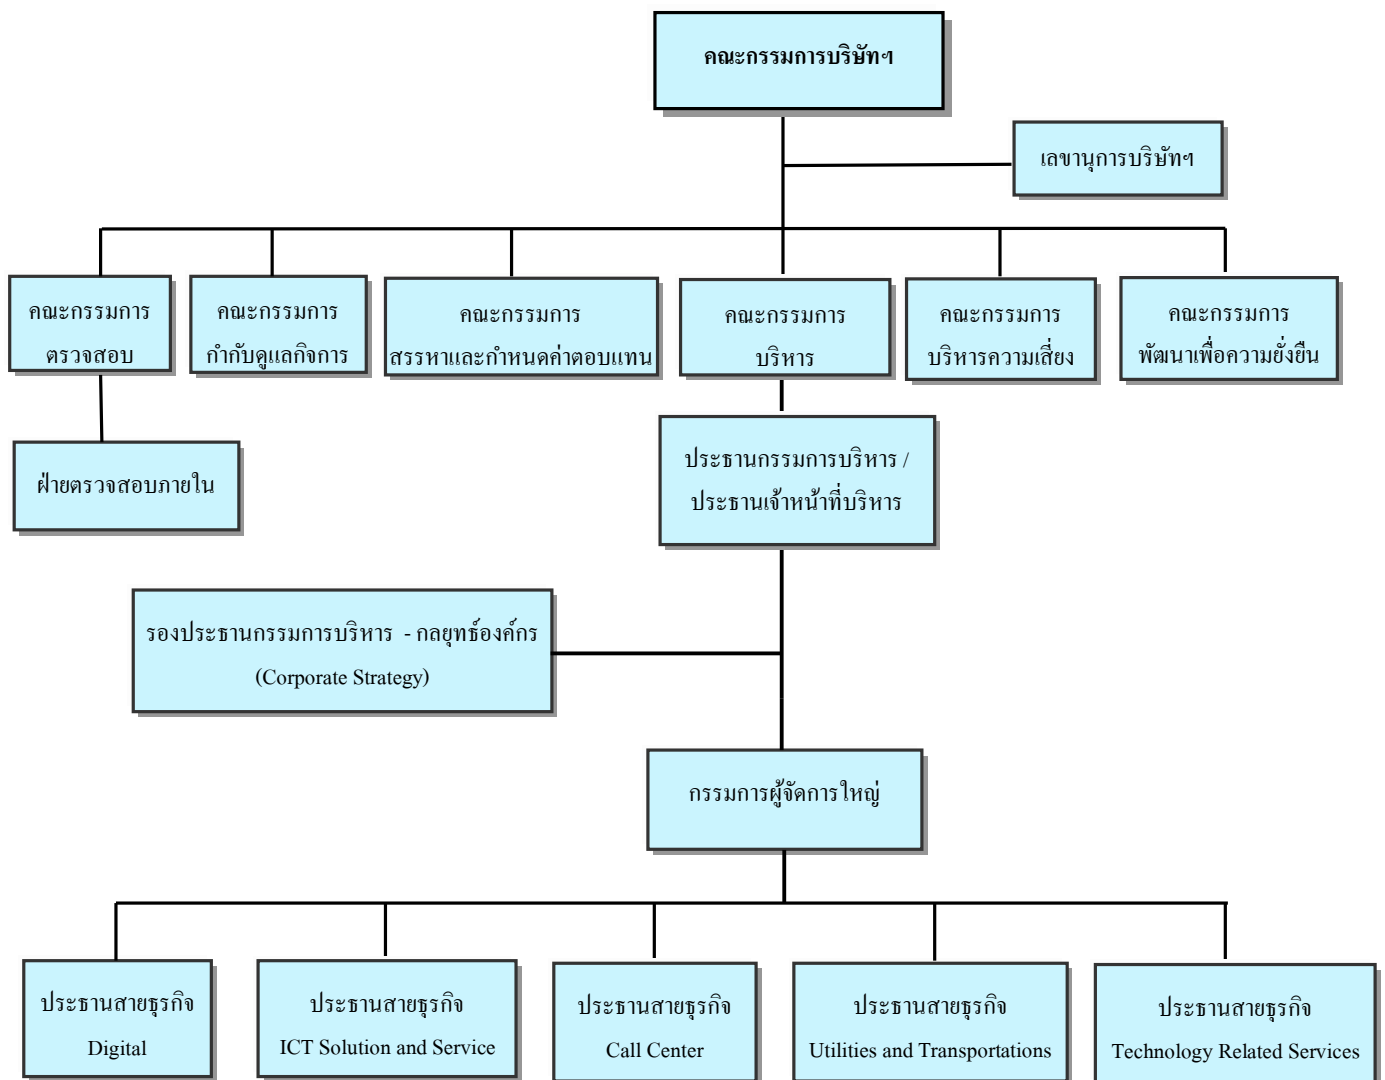 คณะกรรมการบริษัทฯ
เลขานุการบริษัทฯ
คณะกรรมการ
ตรวจสอบ
คณะกรรมการ
กำกับดูแลกิจการ
คณะกรรมการ
สรรหาและกำหนดค่าตอบแทน
คณะกรรมการ
บริหาร
คณะกรรมการ
บริหารความเสี่ยง
คณะกรรมการ
พัฒนาเพื่อความยั่งยืน
ฝ่ายตรวจสอบภายใน
ประธานกรรมการบริหาร /
ประธานเจ้าหน้าที่บริหาร
รองประธานกรรมการบริหาร - กลยุทธ์องค์กร
(Corporate Strategy)
กรรมการผู้จัดการใหญ่
ประธานสายธุรกิจ
Digital
ประธานสายธุรกิจ
ICT Solution and Service
ประธานสายธุรกิจ
Call Center
ประธานสายธุรกิจ
Utilities and Transportations
ประธานสายธุรกิจ
Technology Related Services